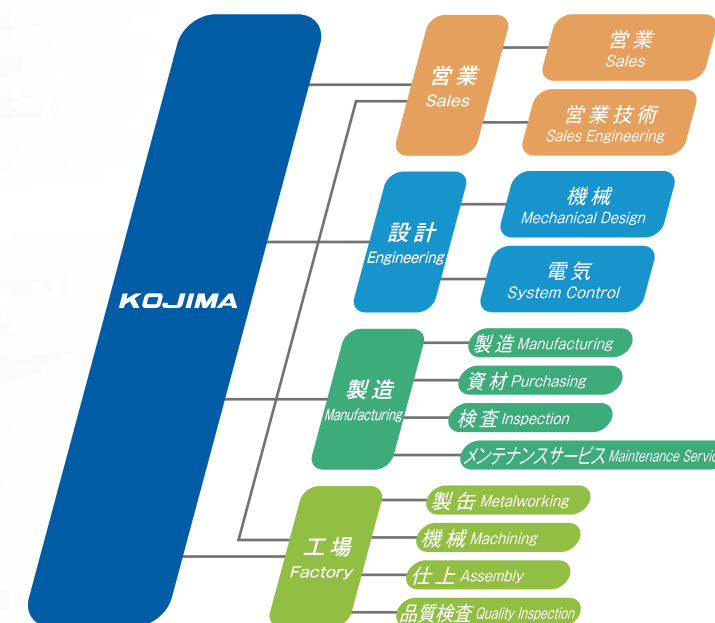 KOJIMA
営業
Sales
営業
Sales
営業技術
Sales Engineering
設計
Engineering
機械
Mechanical Design
電気
System Control
製造
Manufacturing
製造 Manufacturing
資材 Purchasing
検査 Inspection
メンテナンスサービス Maintenance Servic
工場
Factory
製缶 Metalworking
機械 Machining
仕上 Assembly
品質検査 Quality Inspection